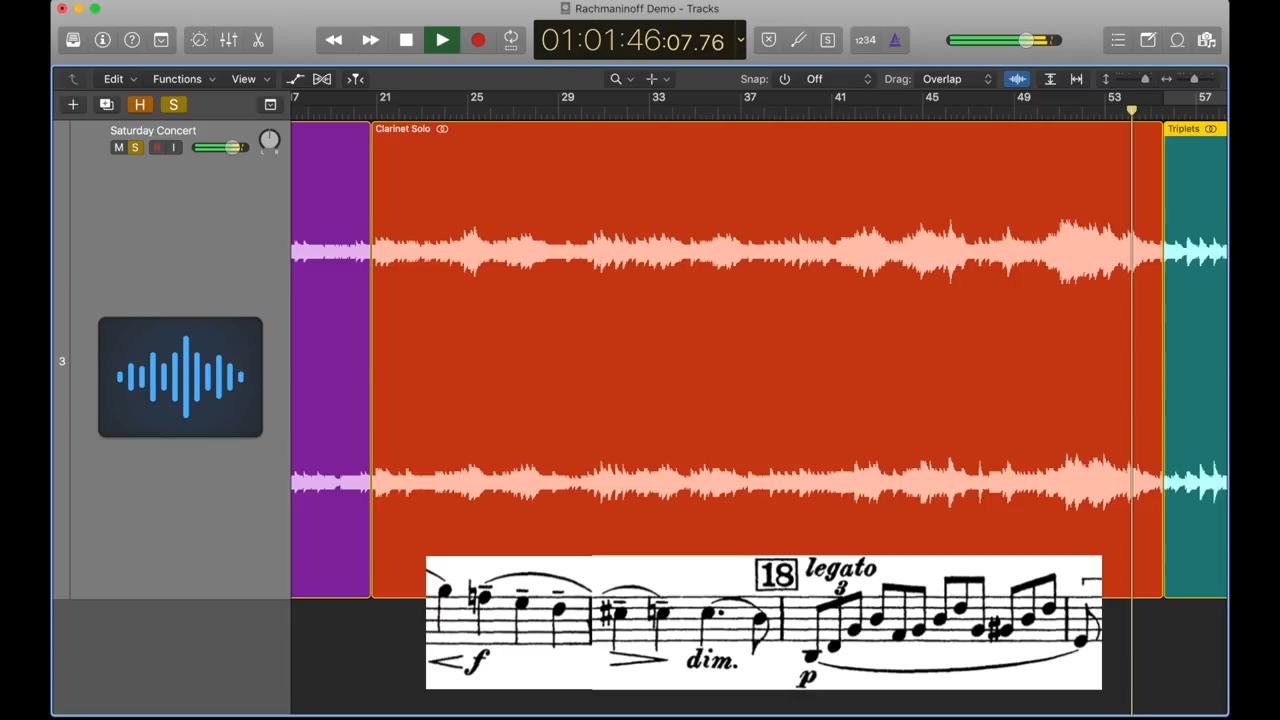 Rachmaninoff Demo - Tracks
01:01:46:07.76
1234
Edit Functions View Snap: Off Drag: Overlap
H S
7 21 25 29 33 37 41 45 49 53 57
Saturday Concert
M S R I
L R
Clarinet Solo
Triplets
3
18 legato
3
f dim.
p